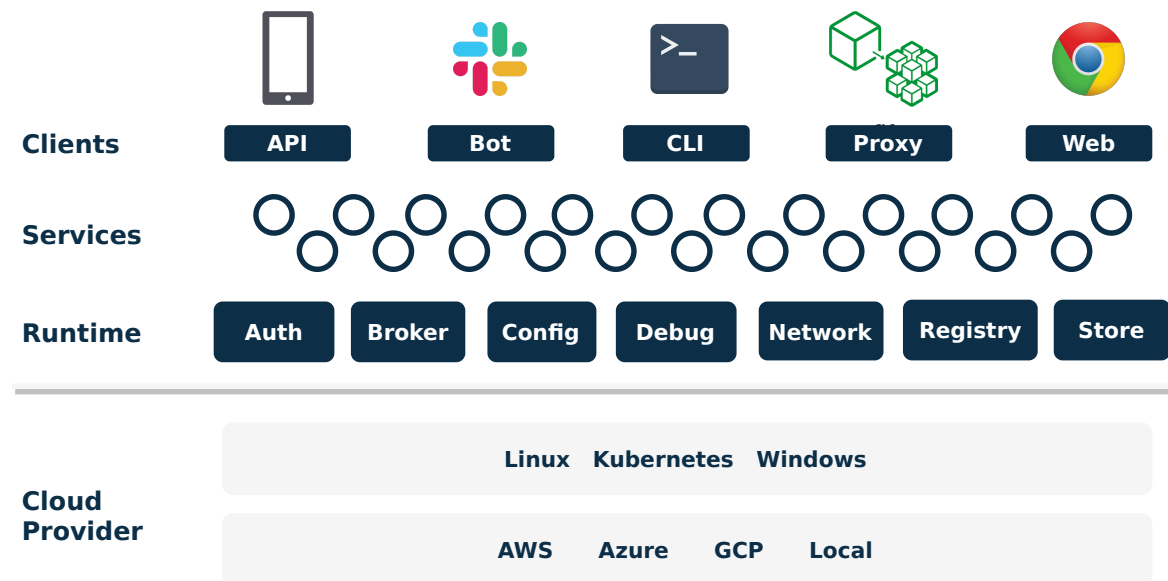 >_
Clients API Bot CLI Proxy Web
Services
Runtime Auth Broker Config Debug Network Registry Store
Linux Kubernetes Windows
Cloud
Provider
AWS Azure GCP Local